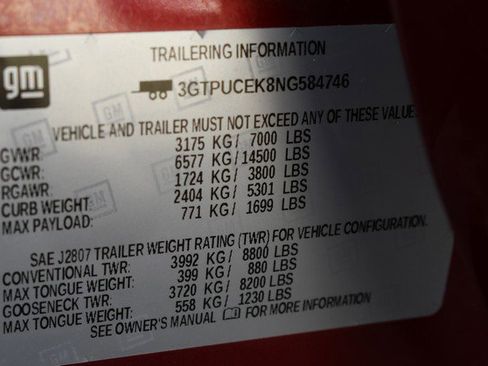 TRAILERING INFORMATION
gm
3GTPUCEK8NG584746
VEHICLE AND TRAILER MUST NOT EXCEED ANY OF THESE VALUES
GVWR: 3175 KG/ 7000 LBS
GCWR: 6577 KG/14500 LBS
RGAWR: 1724 KG/ 3800 LBS
CURB WEIGHT: 2404 KG/ 5301 LBS
MAX PAYLOAD: 771 KG/ 1699 LBS
SAE J2807 TRAILER WEIGHT RATING (TWR) FOR VEHICLE CONFIGURATION.
CONVENTIONAL TWR: 3992 KG/ 8800 LBS
MAX TONGUE WEIGHT: 399 KG/ 880 LBS
GOOSENECK TWR: 3720 KG/ 8200 LBS
MAX TONGUE WEIGHT: 558 KG/ 1230 LBS
SEE OWNER'S MANUAL FOR MORE INFORMATION